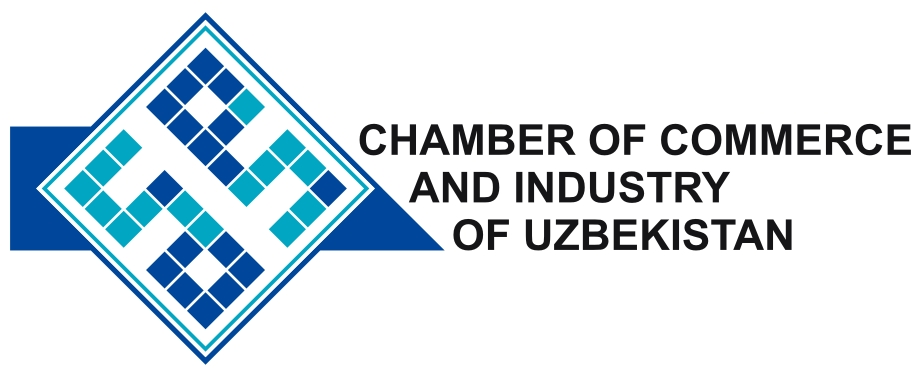 CHAMBER OF COMMERCE
AND INDUSTRY
OF UZBEKISTAN